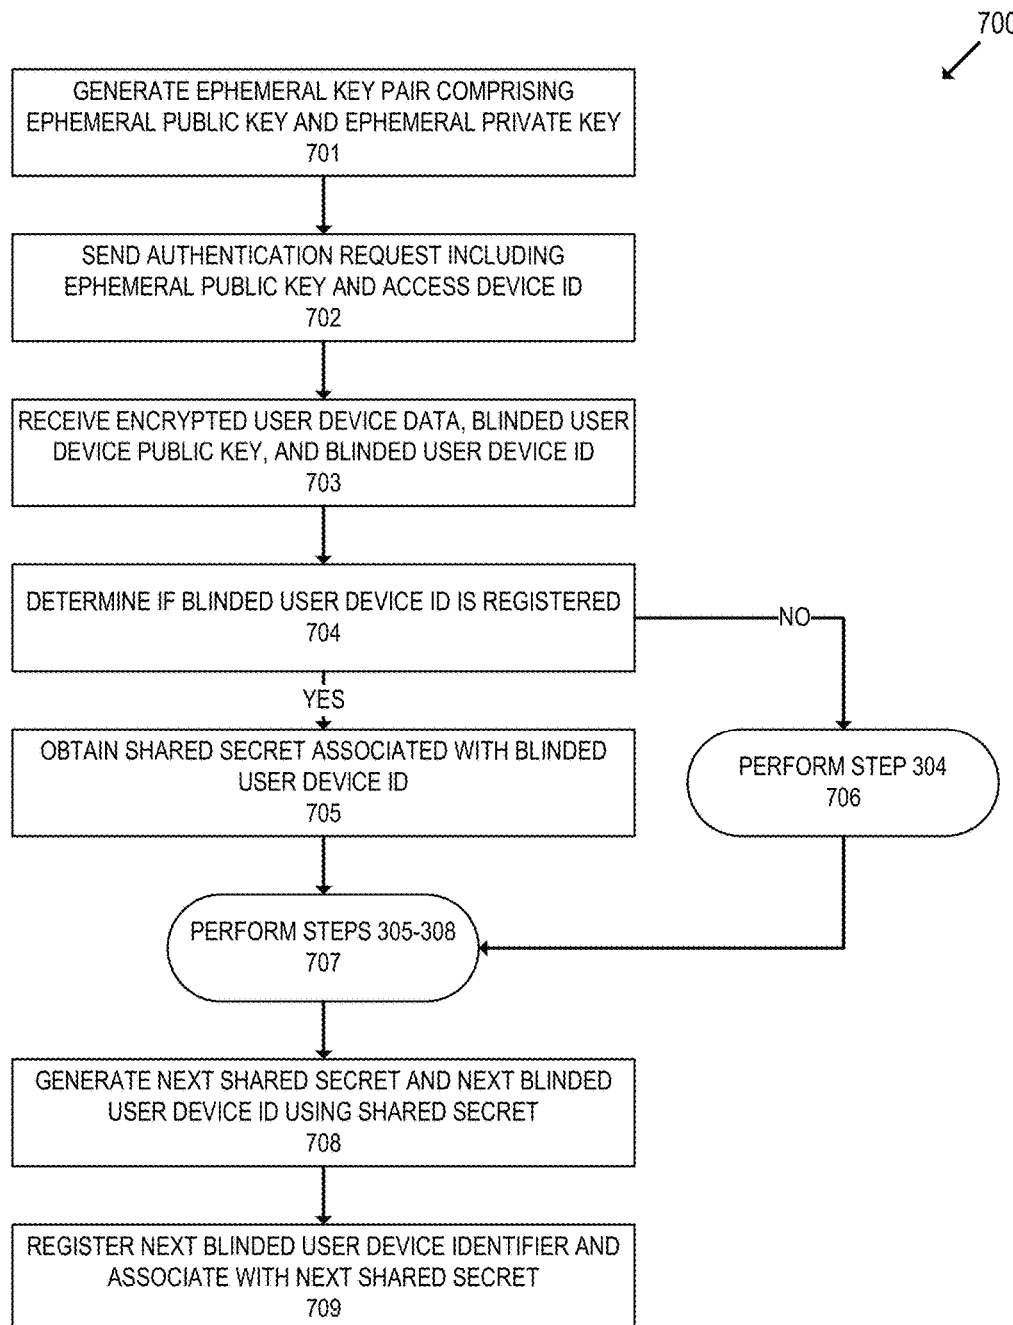 700
GENERATE EPHEMERAL KEY PAIR COMPRISING
EPHEMERAL PUBLIC KEY AND EPHEMERAL PRIVATE KEY
701
SEND AUTHENTICATION REQUEST INCLUDING
EPHEMERAL PUBLIC KEY AND ACCESS DEVICE ID
702
RECEIVE ENCRYPTED USER DEVICE DATA, BLINDED USER
DEVICE PUBLIC KEY, AND BLINDED USER DEVICE ID
703
DETERMINE IF BLINDED USER DEVICE ID IS REGISTERED
704
NO
YES
OBTAIN SHARED SECRET ASSOCIATED WITH BLINDED
USER DEVICE ID
705
PERFORM STEP 304
706
PERFORM STEPS 305-308
707
GENERATE NEXT SHARED SECRET AND NEXT BLINDED
USER DEVICE ID USING SHARED SECRET
708
REGISTER NEXT BLINDED USER DEVICE IDENTIFIER AND
ASSOCIATE WITH NEXT SHARED SECRET
709